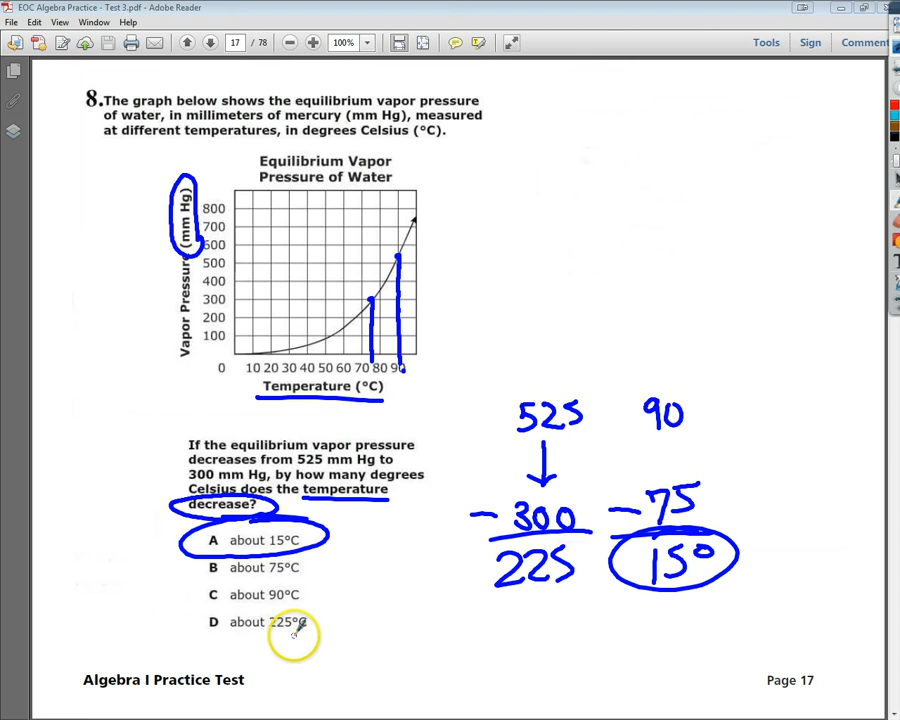 EOC Algebra Practice - Test 3.pdf - Adobe Reader
File Edit View Window Help
17 / 78 100% Tools Sign Comment
8. The graph below shows the equilibrium vapor pressure
of water, in millimeters of mercury (mm Hg), measured
at different temperatures, in degrees Celsius (°C).
Equilibrium Vapor
Pressure of Water
Vapor Pressure (mm Hg)
800
700
600
500
400
300
200
100
0 10 20 30 40 50 60 70 80 90
Temperature (°C)
If the equilibrium vapor pressure
decreases from 525 mm Hg to
300 mm Hg, by how many degrees
Celsius does the temperature
decrease?
A about 15°C
B about 75°C
C about 90°C
D about 225°C
525 90
- 300 - 75
225 15°
Algebra I Practice Test Page 17